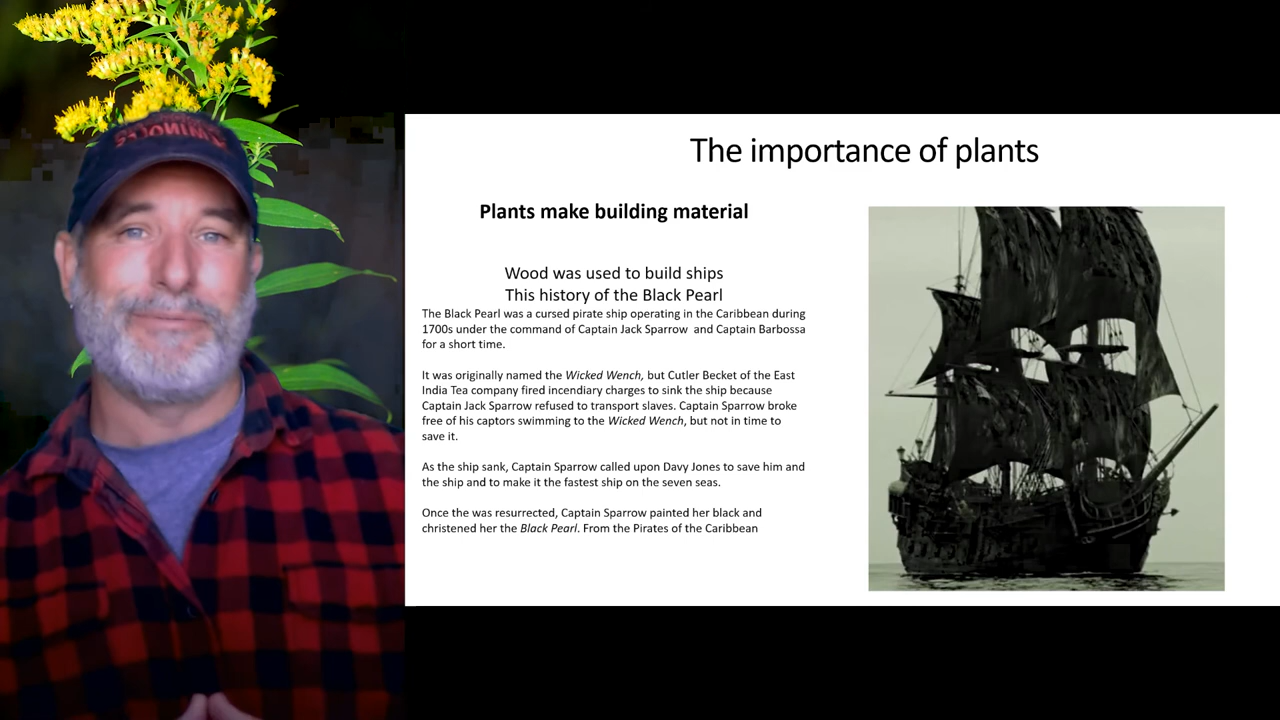 The importance of plants
Plants make building material
Wood was used to build ships
This history of the Black Pearl
The Black Pearl was a cursed pirate ship operating in the Caribbean during
1700s under the command of Captain Jack Sparrow and Captain Barbossa
for a short time.
It was originally named the Wicked Wench, but Cutler Becket of the East
India Tea company fired incendiary charges to sink the ship because
Captain Jack Sparrow refused to transport slaves. Captain Sparrow broke
free of his captors swimming to the Wicked Wench, but not in time to
save it.
As the ship sank, Captain Sparrow called upon Davy Jones to save him and
the ship and to make it the fastest ship on the seven seas.
Once the was resurrected, Captain Sparrow painted her black and
christened her the Black Pearl. From the Pirates of the Caribbean